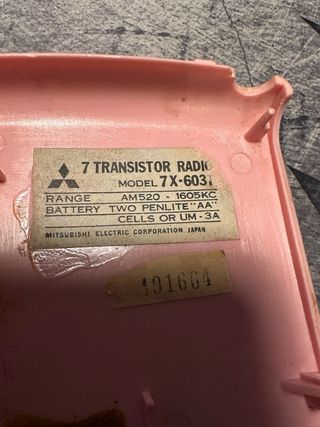 7 TRANSISTOR RADIO
MODEL 7X-603T
RANGE AM520 - 1605KC
BATTERY TWO PENLITE "AA"
CELLS OR UM-3A
MITSUBISHI ELECTRIC CORPORATION JAPAN
491664